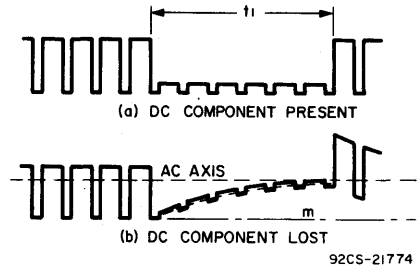 t₁
(a) DC COMPONENT PRESENT
AC AXIS
m
(b) DC COMPONENT LOST
92CS-21774